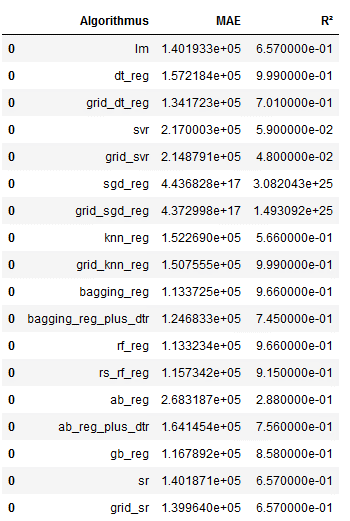 Algorithmus MAE R²
0 lm 1.401933e+05 6.570000e-01
0 dt_reg 1.572184e+05 9.990000e-01
0 grid_dt_reg 1.341723e+05 7.010000e-01
0 svr 2.170003e+05 5.900000e-02
0 grid_svr 2.148791e+05 4.800000e-02
0 sgd_reg 4.436828e+17 3.082043e+25
0 grid_sgd_reg 4.372998e+17 1.493092e+25
0 knn_reg 1.522690e+05 5.660000e-01
0 grid_knn_reg 1.507555e+05 9.990000e-01
0 bagging_reg 1.133725e+05 9.660000e-01
0 bagging_reg_plus_dtr 1.246833e+05 7.450000e-01
0 rf_reg 1.133234e+05 9.660000e-01
0 rs_rf_reg 1.157342e+05 9.150000e-01
0 ab_reg 2.683187e+05 2.880000e-01
0 ab_reg_plus_dtr 1.641454e+05 7.560000e-01
0 gb_reg 1.167892e+05 8.580000e-01
0 sr 1.401871e+05 6.570000e-01
0 grid_sr 1.399640e+05 6.570000e-01